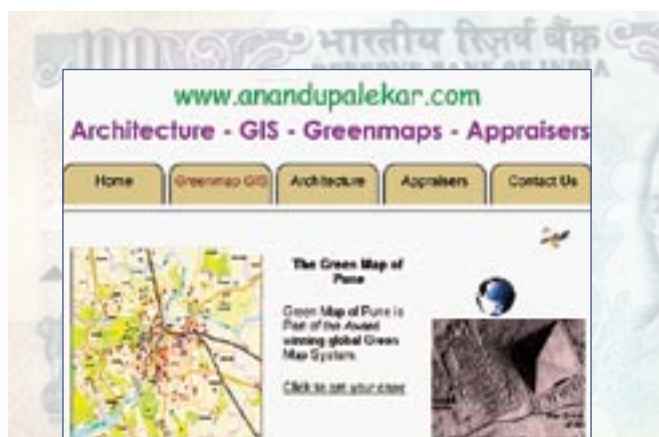 भारतीय रिज़र्व बैंक
RESERVE BANK OF INDIA
www.anandupalekar.com
Architecture - GIS - Greenmaps - Appraisers
Home
Greenmap GIS
Architecture
Appraisers
Contact Us
The Green Map of
Pune
Green Map of Pune is
Part of the Award
winning global Green
Map System.
Click to get your copy